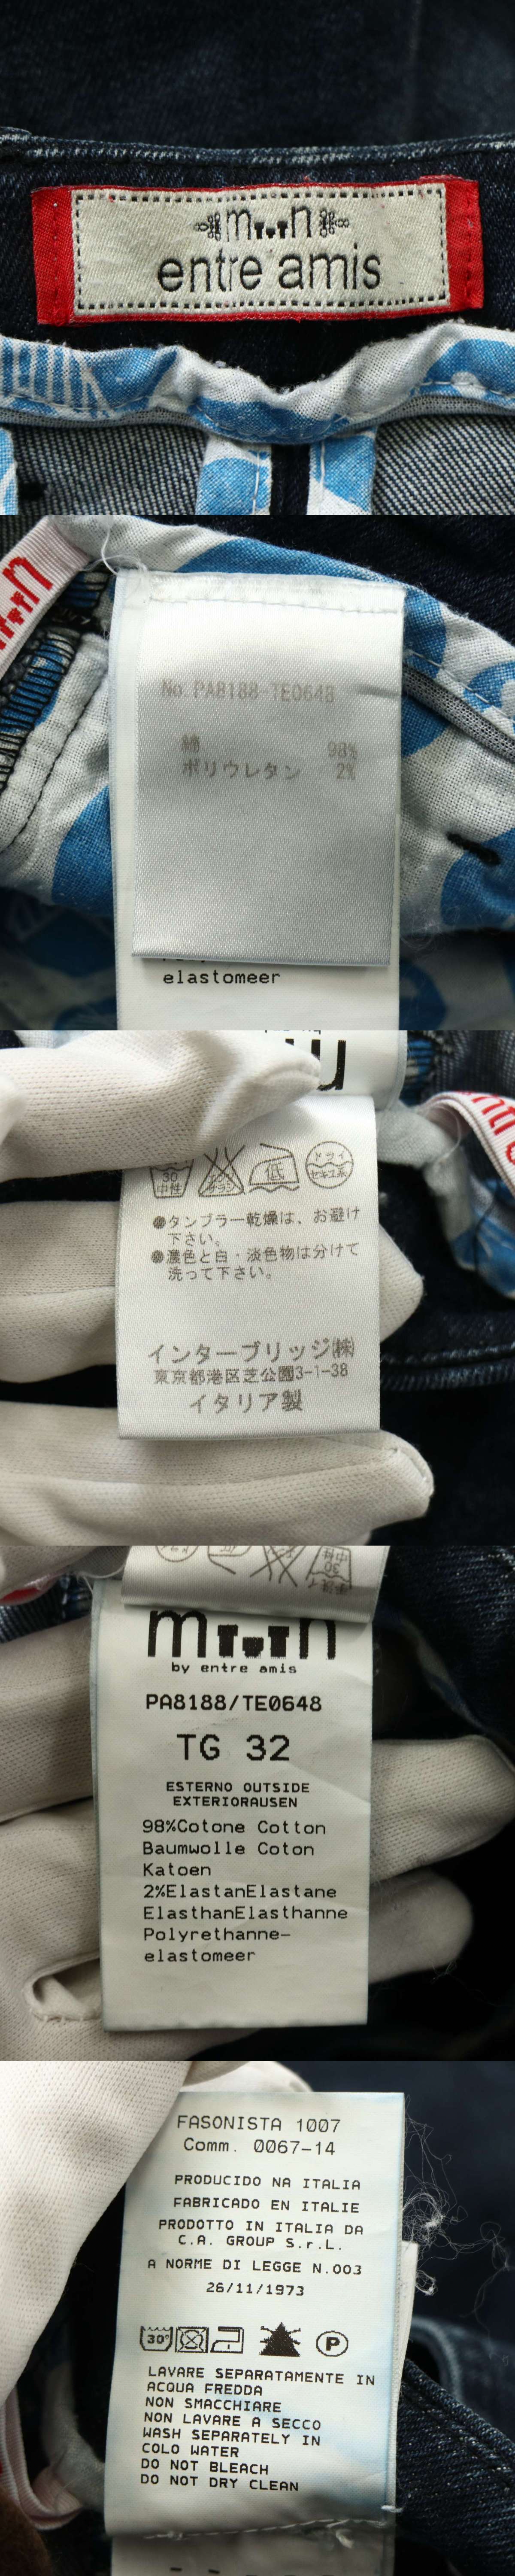 entre amis
No.PA8188-TE0648
綿 98%
ポリウレタン 2%
elastomeer
30
中性
低
ドライ
セキユ系
●タンブラー乾燥は、お避け
下さい。
●濃色と白・淡色物は分けて
洗って下さい。
インターブリッジ㈱
東京都港区芝公園3-1-38
イタリア製
by entre amis
PA8188/TE0648
TG 32
ESTERNO OUTSIDE
EXTERIORAUSEN
98%Cotone Cotton
Baumwolle Coton
Katoen
2%ElastanElastane
ElasthanElasthanne
Polyrethanne-
elastomeer
FASONISTA 1007
Comm. 0067-14
PRODUCIDO NA ITALIA
FABRICADO EN ITALIE
PRODOTTO IN ITALIA DA
C.A. GROUP S.r.L.
A NORME DI LEGGE N.003
26/11/1973
30°
P
LAVARE SEPARATAMENTE IN
ACQUA FREDDA
NON SMACCHIARE
NON LAVARE A SECCO
WASH SEPARATELY IN
COLO WATER
DO NOT BLEACH
DO NOT DRY CLEAN